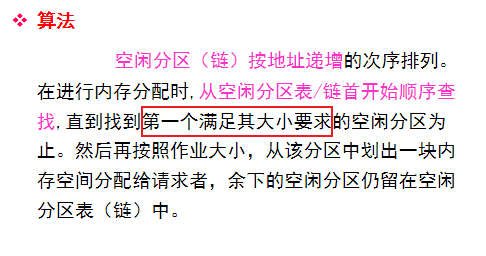 算法
空闲分区（链）按地址递增的次序排列。
在进行内存分配时,从空闲分区表/链首开始顺序查
找,直到找到第一个满足其大小要求的空闲分区为
止。然后再按照作业大小，从该分区中划出一块内
存空间分配给请求者，余下的空闲分区仍留在空闲
分区表（链）中。